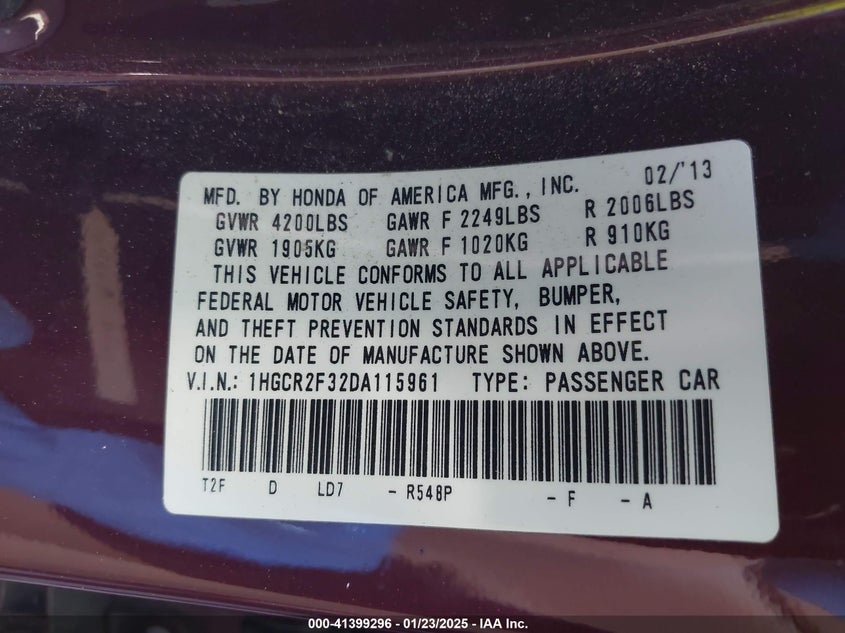 MFD. BY HONDA OF AMERICA MFG., INC. 02/'13
GVWR 4200LBS GAWR F 2249LBS R 2006LBS
GVWR 1905KG GAWR F 1020KG R 910KG
THIS VEHICLE CONFORMS TO ALL APPLICABLE
FEDERAL MOTOR VEHICLE SAFETY, BUMPER,
AND THEFT PREVENTION STANDARDS IN EFFECT
ON THE DATE OF MANUFACTURE SHOWN ABOVE.
V.I.N.: 1HGCR2F32DA115961 TYPE: PASSENGER CAR
T2F D LD7 - R548P - F - A
000-41399296 - 01/23/2025 - IAA Inc.